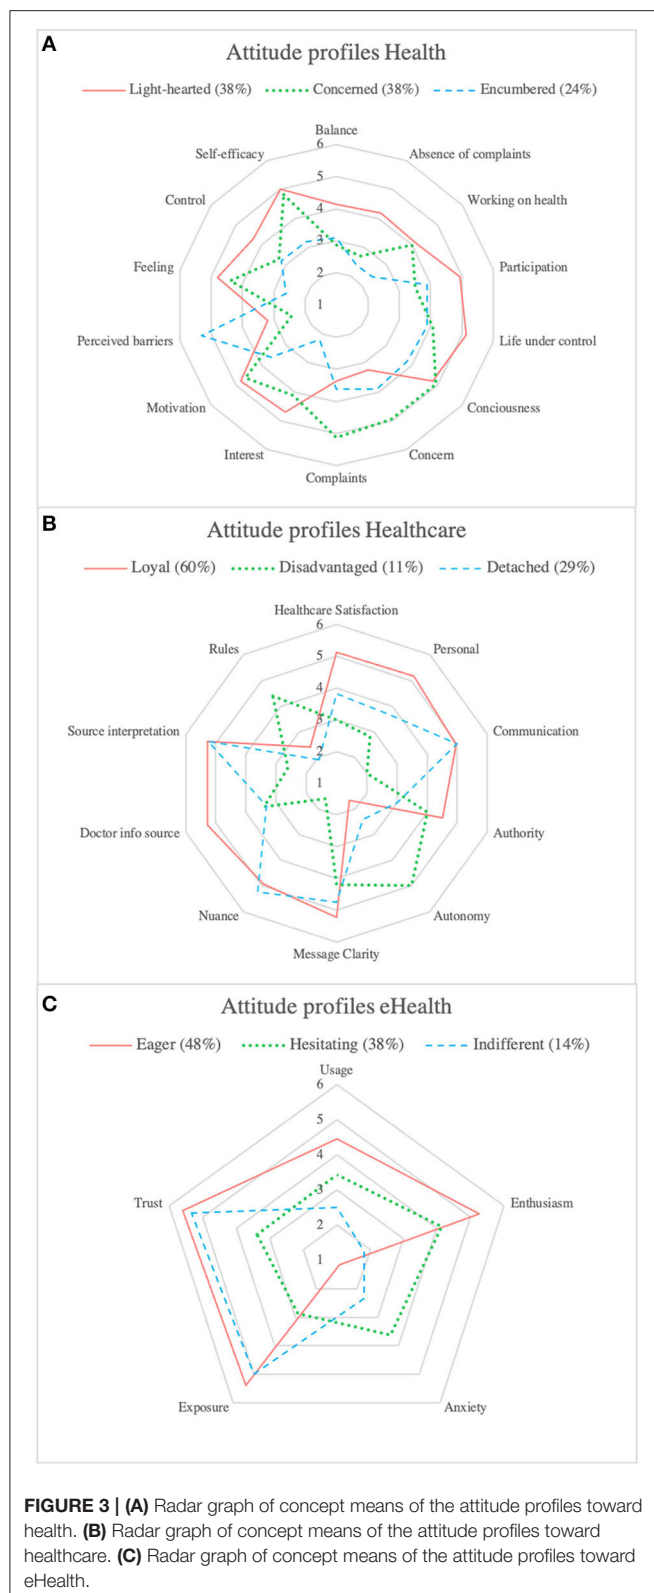 A
Attitude profiles Health
Light-hearted (38%) Concerned (38%) Encumbered (24%)
Balance
6
Self-efficacy
Absence of complaints
5
Control
4
Working on health
3
Feeling
2
Participation
1
Perceived barriers
Life under control
Motivation
Conciousness
Interest
Concern
Complaints
B
Attitude profiles Healthcare
Loyal (60%) Disadvantaged (11%) Detached (29%)
Healthcare Satisfaction
6
Rules
Personal
5
4
Source interpretation
Communication
3
2
1
Doctor info source
Authority
Nuance
Autonomy
Message Clarity
C
Attitude profiles eHealth
Eager (48%) Hesitating (38%) Indifferent (14%)
Usage
6
5
4
Trust
Enthusiasm
3
2
1
Exposure
Anxiety
FIGURE 3 | (A) Radar graph of concept means of the attitude profiles toward
health. (B) Radar graph of concept means of the attitude profiles toward
healthcare. (C) Radar graph of concept means of the attitude profiles toward
eHealth.